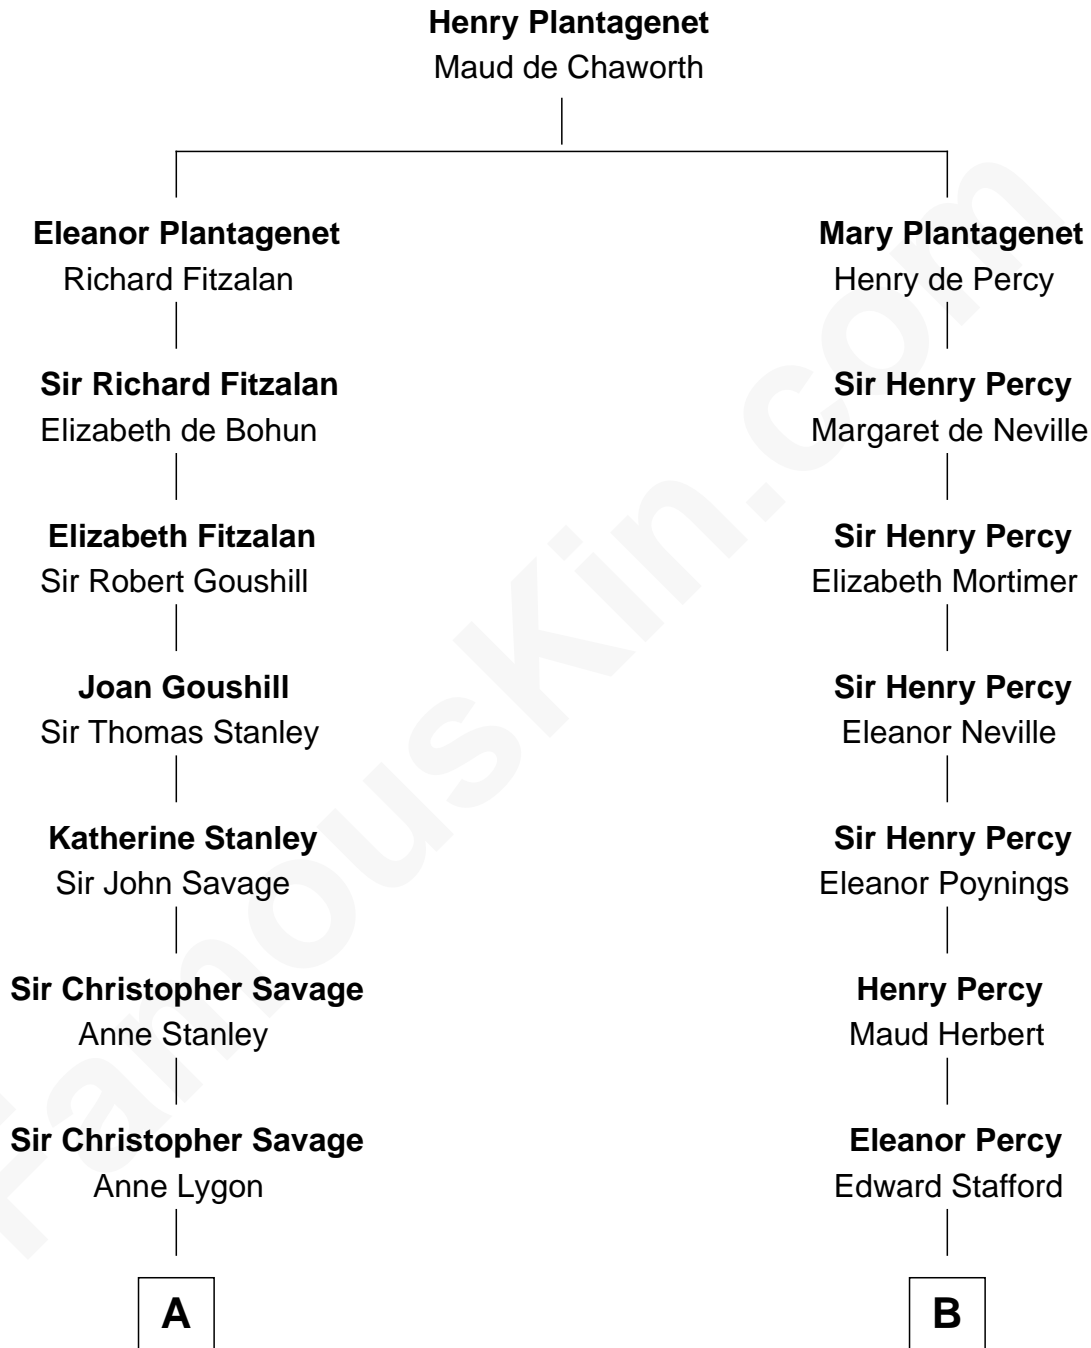 Henry Plantagenet
Maud de Chaworth
Eleanor Plantagenet
Richard Fitzalan
Mary Plantagenet
Henry de Percy
Sir Richard Fitzalan
Elizabeth de Bohun
Sir Henry Percy
Margaret de Neville
Elizabeth Fitzalan
Sir Robert Goushill
Sir Henry Percy
Elizabeth Mortimer
Joan Goushill
Sir Thomas Stanley
Sir Henry Percy
Eleanor Neville
Katherine Stanley
Sir John Savage
Sir Henry Percy
Eleanor Poynings
Sir Christopher Savage
Anne Stanley
Henry Percy
Maud Herbert
Sir Christopher Savage
Anne Lygon
Eleanor Percy
Edward Stafford
A
B
FamousKin.com